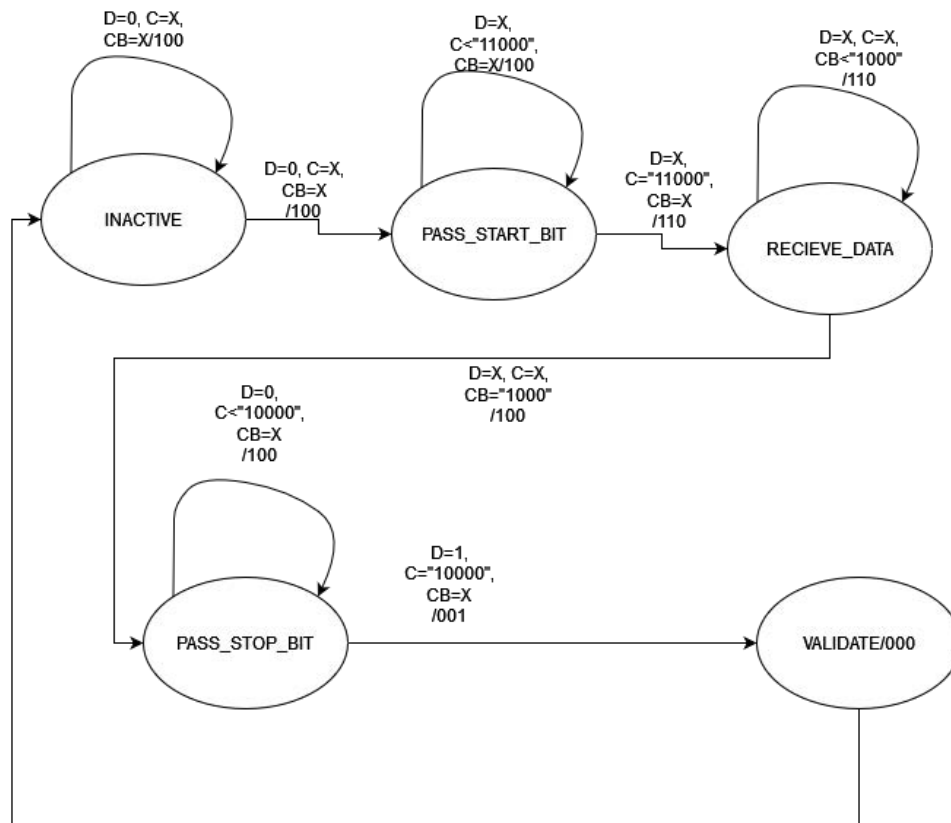 D=0, C=X,
CB=X/100
D=X,
C<"11000",
CB=X/100
D=X, C=X,
CB<"1000"
/110
D=0, C=X,
CB=X
/100
D=X,
C="11000",
CB=X
/110
INACTIVE
PASS_START_BIT
RECIEVE_DATA
D=X, C=X,
CB="1000"
/100
D=0,
C<"10000",
CB=X
/100
D=1,
C="10000",
CB=X
/001
PASS_STOP_BIT
VALIDATE/000